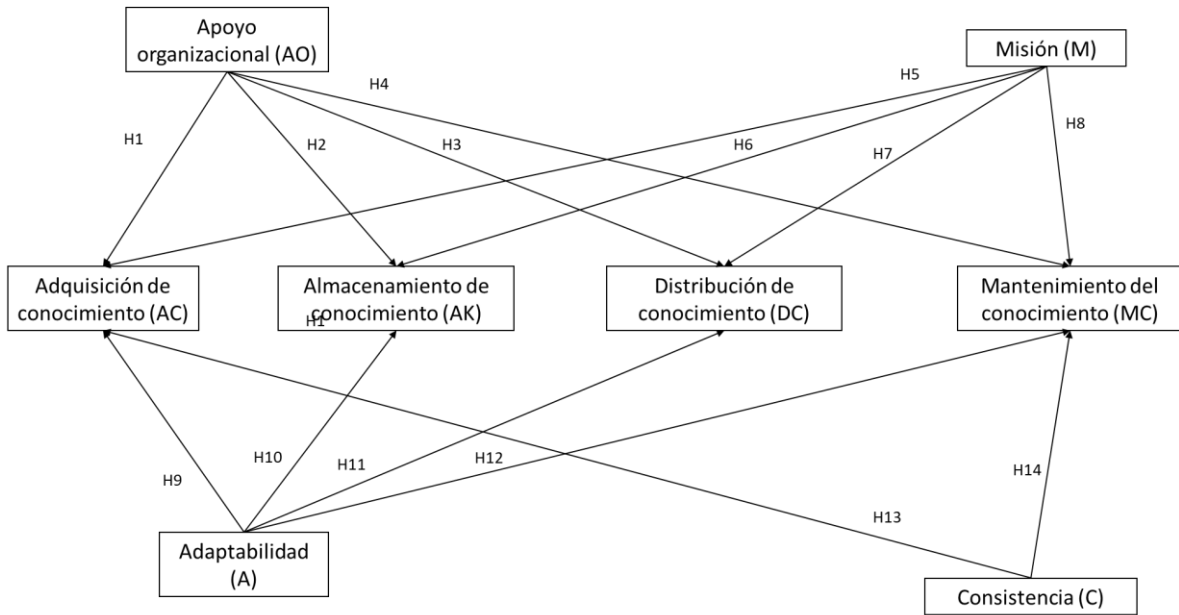 Apoyo
organizacional (AO)
Misión (M)
H4
H5
H1
H2
H3
H6
H7
H8
Adquisición de
conocimiento (AC)
Almacenamiento de
conocimiento (AK)
H1
Distribución de
conocimiento (DC)
Mantenimiento del
conocimiento (MC)
H9
H10
H11
H12
H13
H14
Adaptabilidad
(A)
Consistencia (C)